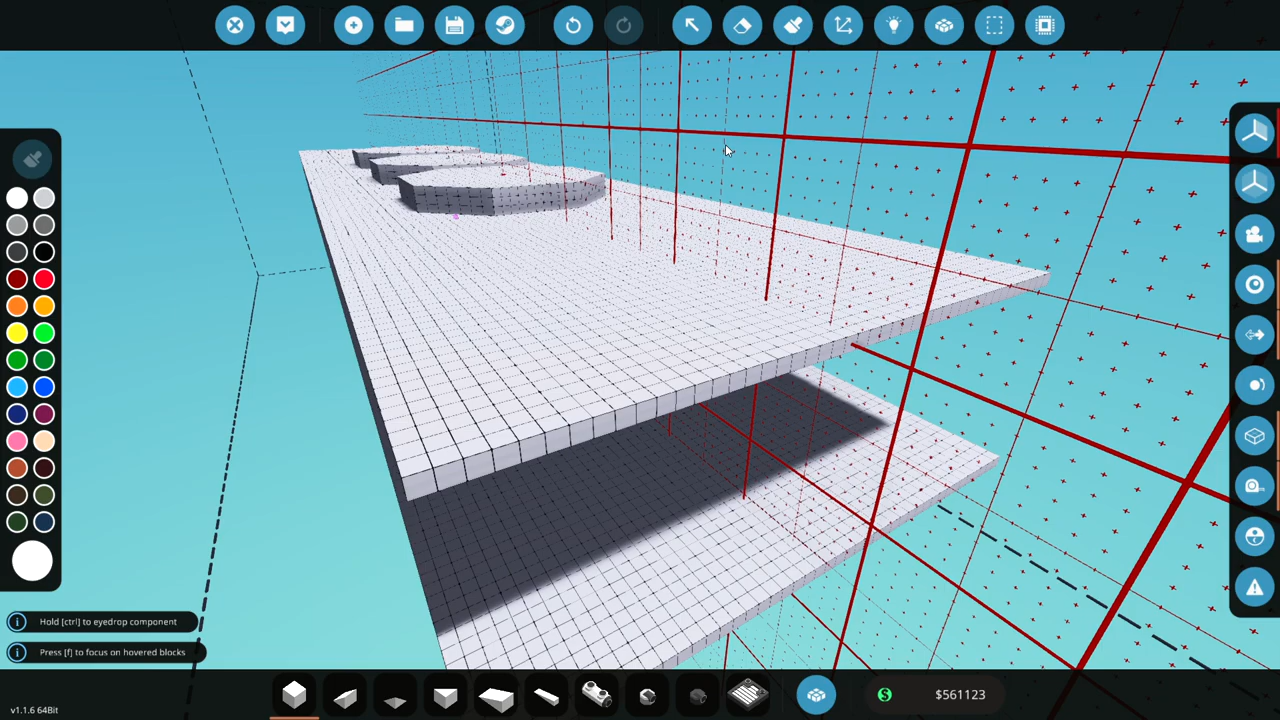 Hold [ctrl] to eyedrop component
Press [f] to focus on hovered blocks
v1.1.6 64Bit
$ $561123